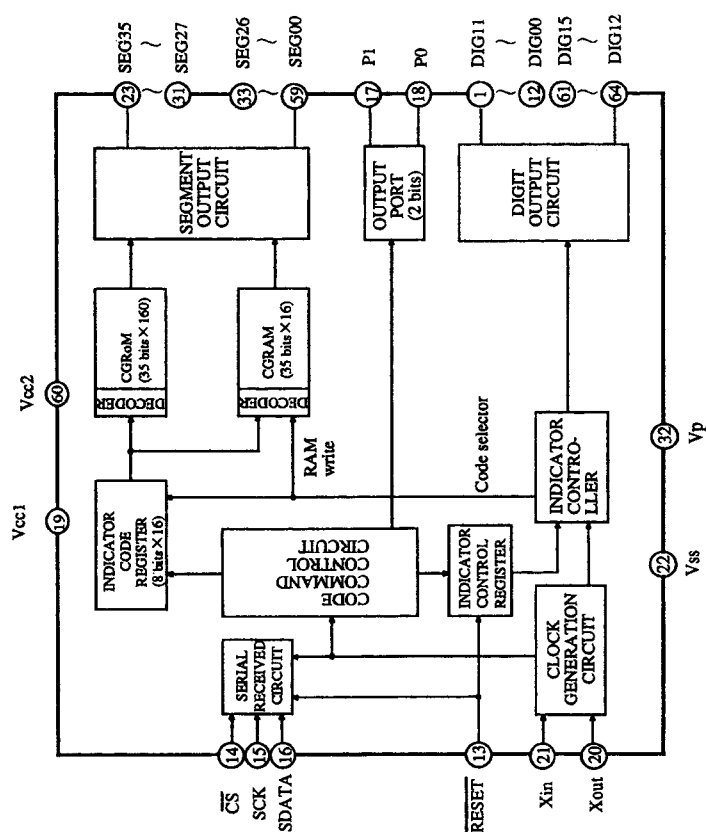 Vcc1
19
Vcc2
60
SEG35
23
~
SEG27
31
SEG26
33
~
SEG00
59
P1
17
P0
18
DIG11
1
~
DIG00
12
DIG15
61
~
DIG12
64
SEGMENT
OUTPUT
CIRCUIT
OUTPUT
PORT
(2 bits)
DIGIT
OUTPUT
CIRCUIT
DECODER
CGRoM
(35 bits×160)
DECODER
CGRAM
(35 bits×16)
RAM
write
Code selector
INDICATOR
CODE
REGISTER
(8 bits×16)
CODE
COMMAND
CONTROL
CIRCUIT
INDICATOR
CONTROL
REGISTER
INDICATOR
CONTRO-
LLER
SERIAL
RECEIVED
CIRCUIT
CLOCK
GENERATION
CIRCUIT
14
CS
15
SCK
16
SDATA
13
RESET
21
Xin
20
Xout
22
Vss
32
Vp